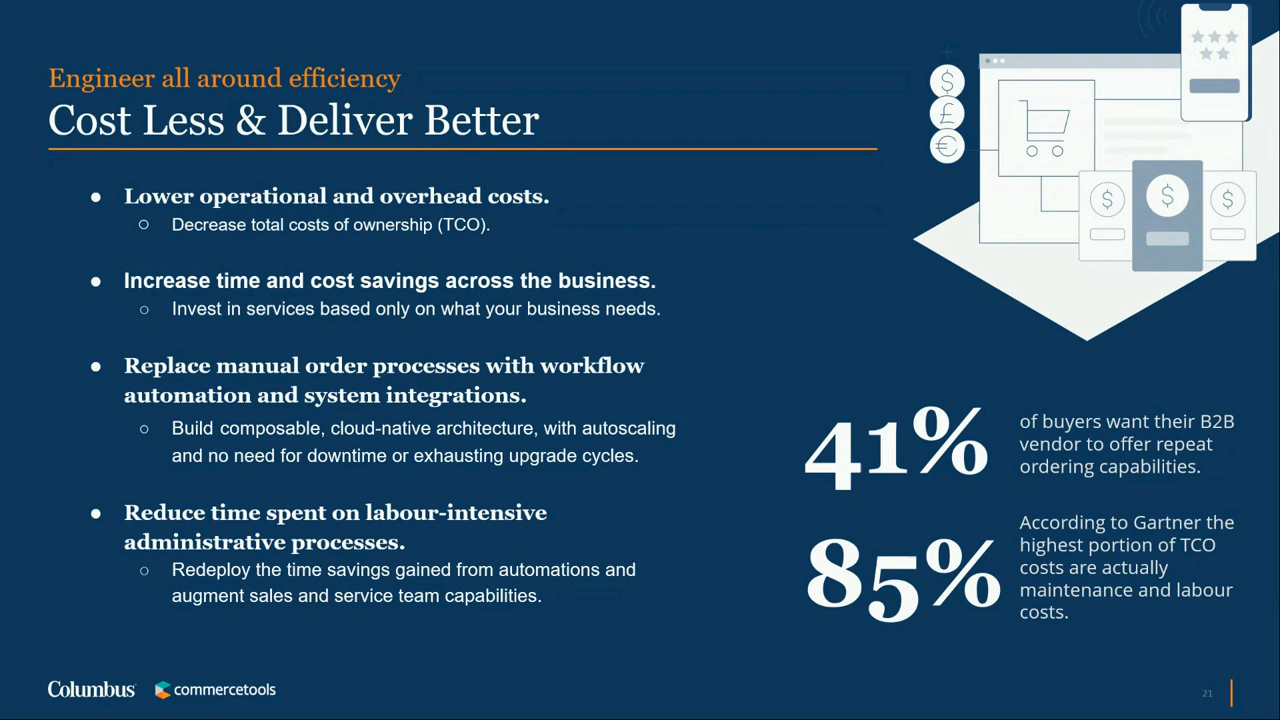 Engineer all around efficiency
Cost Less & Deliver Better
● Lower operational and overhead costs.
○ Decrease total costs of ownership (TCO).
● Increase time and cost savings across the business.
○ Invest in services based only on what your business needs.
● Replace manual order processes with workflow
automation and system integrations.
○ Build composable, cloud-native architecture, with autoscaling
and no need for downtime or exhausting upgrade cycles.
● Reduce time spent on labour-intensive
administrative processes.
○ Redeploy the time savings gained from automations and
augment sales and service team capabilities.
$
£
€
$
$
$
41%
of buyers want their B2B
vendor to offer repeat
ordering capabilities.
85%
According to Gartner the
highest portion of TCO
costs are actually
maintenance and labour
costs.
Columbus commercetools
21